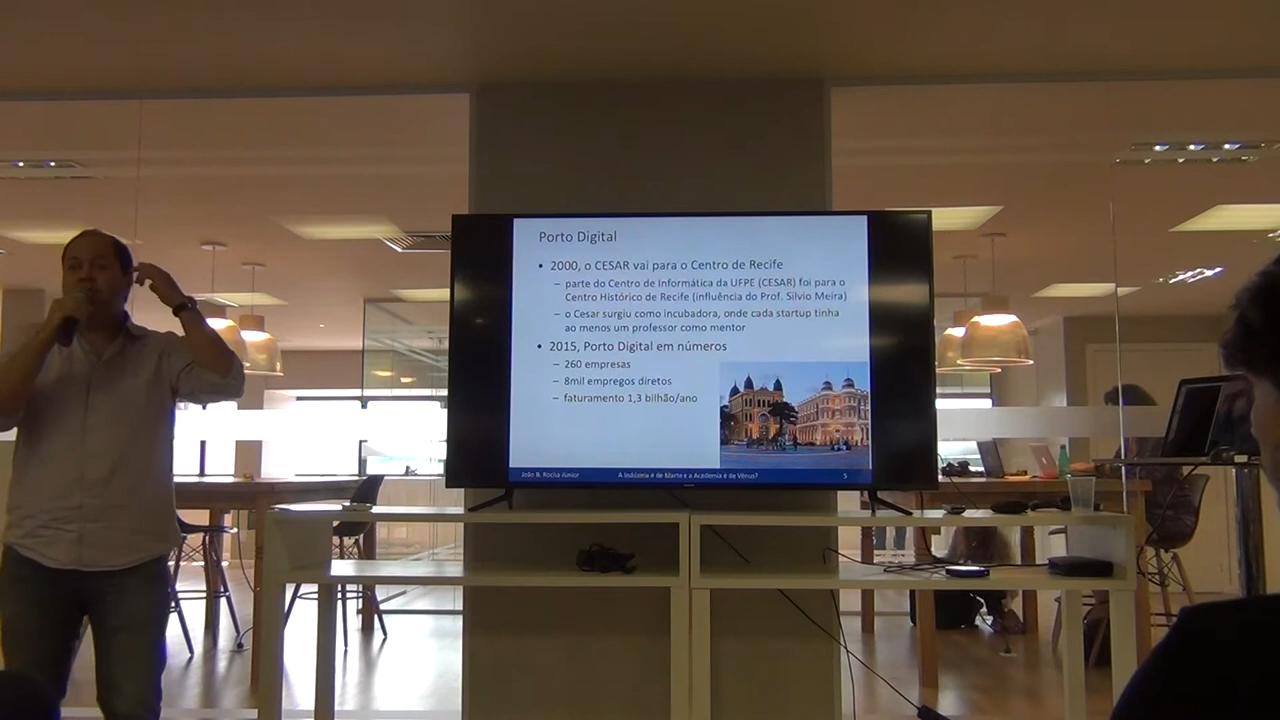 Porto Digital
• 2000, o CESAR vai para o Centro de Recife
– parte do Centro de Informática da UFPE (CESAR) foi para o
Centro Histórico de Recife (influência do Prof. Silvio Meira)
– o Cesar surgiu como incubadora, onde cada startup tinha
ao menos um professor como mentor
• 2015, Porto Digital em números
– 260 empresas
– 8mil empregos diretos
– faturamento 1,3 bilhão/ano
João B. Rocha-Junior A Indústria é de Marte e a Academia é de Vênus? 5